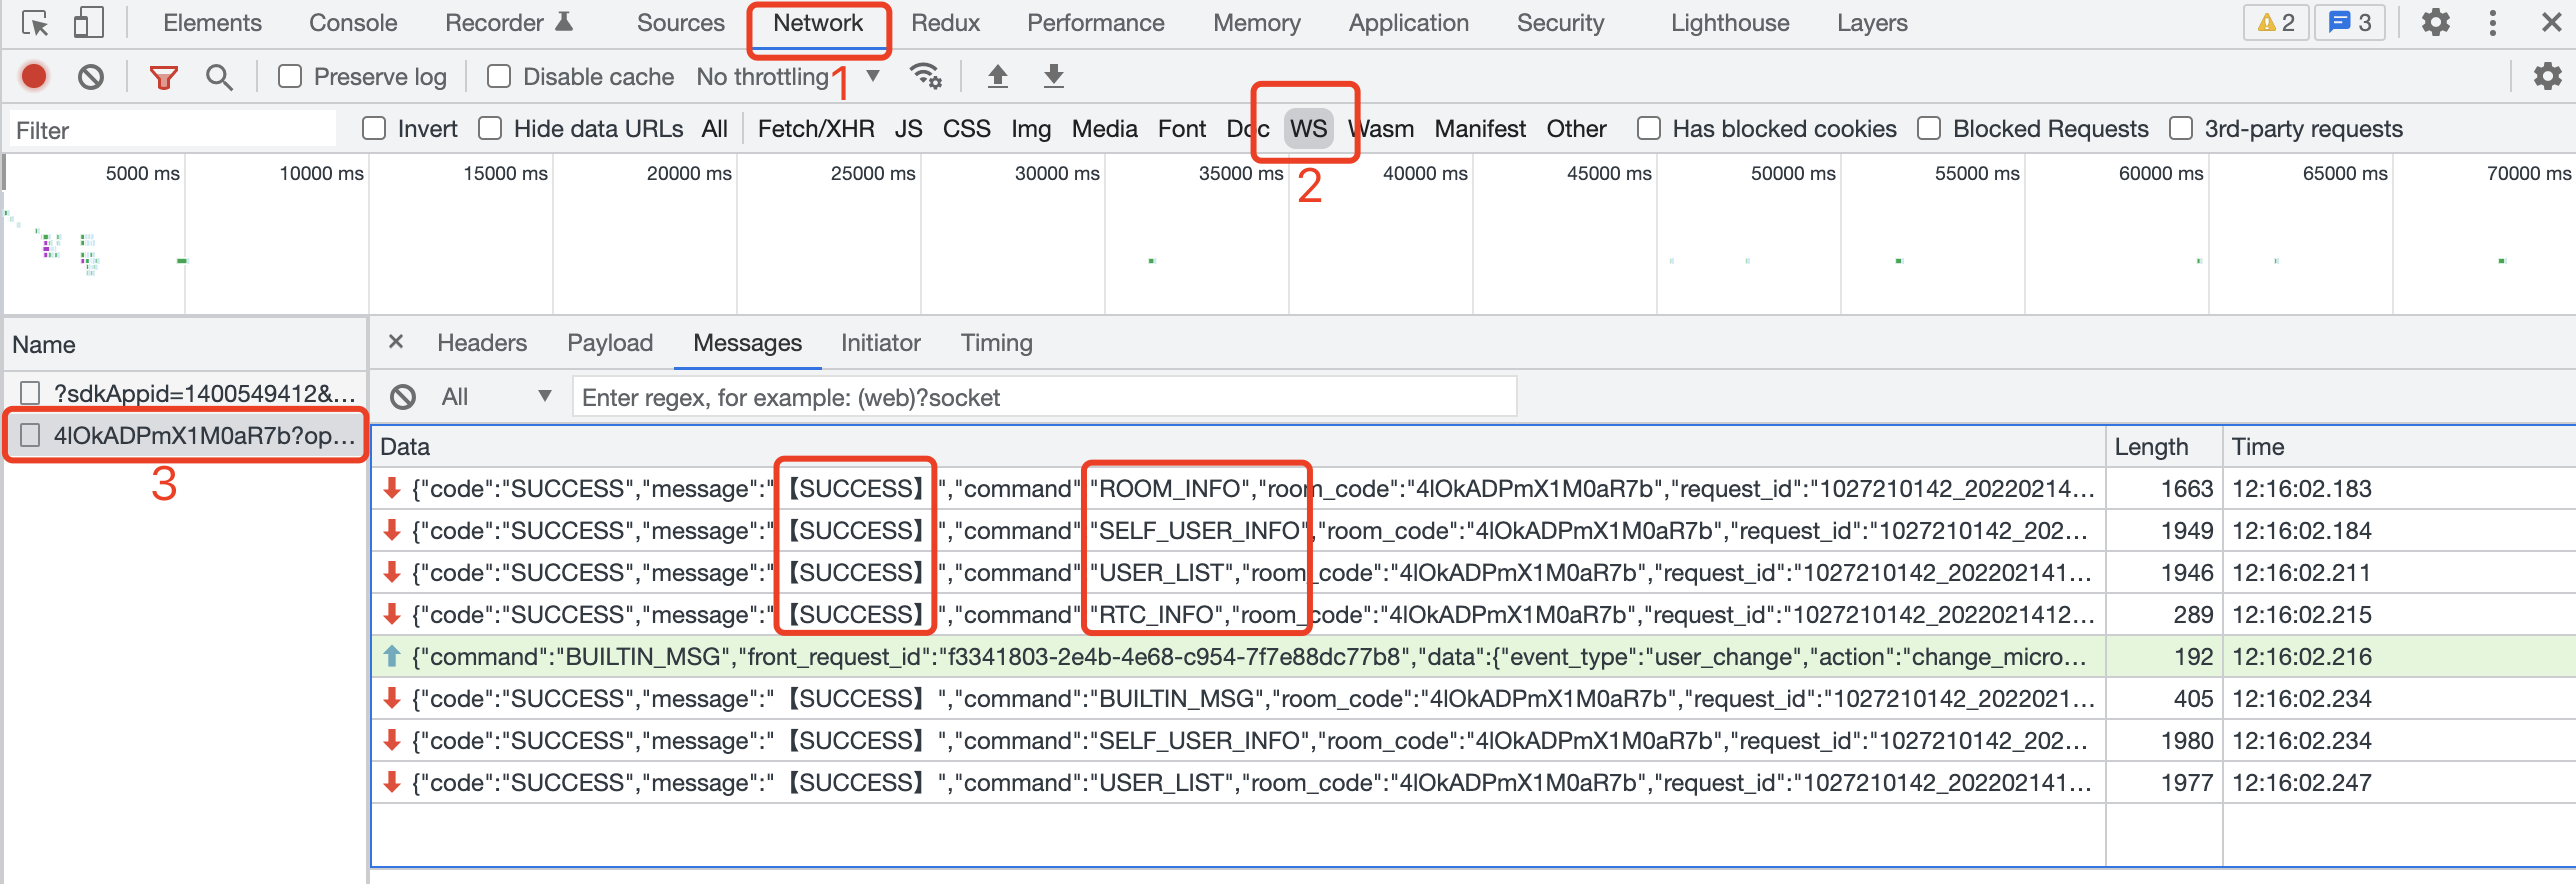 Elements Console Recorder Sources Network Redux Performance Memory Application Security Lighthouse Layers 2 3
Preserve log Disable cache No throttling 1
Filter Invert Hide data URLs All Fetch/XHR JS CSS Img Media Font Doc WS Wasm Manifest Other Has blocked cookies Blocked Requests 3rd-party requests
5000 ms 10000 ms 15000 ms 20000 ms 25000 ms 30000 ms 35000 ms 40000 ms 45000 ms 50000 ms 55000 ms 60000 ms 65000 ms 70000 ms
2
Name
?sdkAppid=1400549412&...
4lOkADPmX1M0aR7b?op...
3
× Headers Payload Messages Initiator Timing
All Enter regex, for example: (web)?socket
Data Length Time
{"code":"SUCCESS","message":"【SUCCESS】","command":"ROOM_INFO","room_code":"4lOkADPmX1M0aR7b","request_id":"1027210142_20220214... 1663 12:16:02.183
{"code":"SUCCESS","message":"【SUCCESS】","command":"SELF_USER_INFO","room_code":"4lOkADPmX1M0aR7b","request_id":"1027210142_202... 1949 12:16:02.184
{"code":"SUCCESS","message":"【SUCCESS】","command":"USER_LIST","room_code":"4lOkADPmX1M0aR7b","request_id":"1027210142_202202141... 1946 12:16:02.211
{"code":"SUCCESS","message":"【SUCCESS】","command":"RTC_INFO","room_code":"4lOkADPmX1M0aR7b","request_id":"1027210142_2022021412... 289 12:16:02.215
{"command":"BUILTIN_MSG","front_request_id":"f3341803-2e4b-4e68-c954-7f7e88dc77b8","data":{"event_type":"user_change","action":"change_micro... 192 12:16:02.216
{"code":"SUCCESS","message":"【SUCCESS】","command":"BUILTIN_MSG","room_code":"4lOkADPmX1M0aR7b","request_id":"1027210142_2022021... 405 12:16:02.234
{"code":"SUCCESS","message":"【SUCCESS】","command":"SELF_USER_INFO","room_code":"4lOkADPmX1M0aR7b","request_id":"1027210142_202... 1980 12:16:02.234
{"code":"SUCCESS","message":"【SUCCESS】","command":"USER_LIST","room_code":"4lOkADPmX1M0aR7b","request_id":"1027210142_202202141... 1977 12:16:02.247